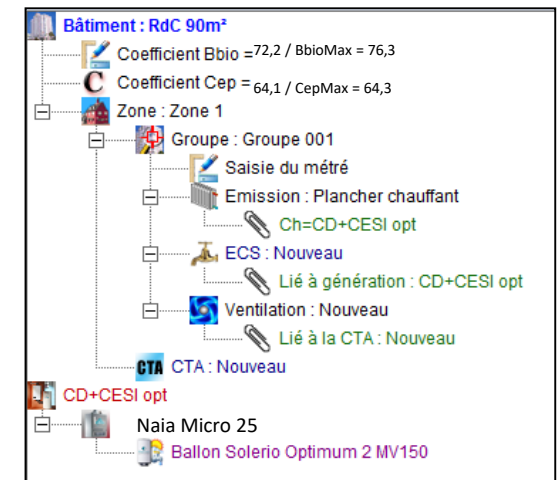 Bâtiment : RdC 90m²
Coefficient Bbio =72,2 / BbioMax = 76,3
C Coefficient Cep = 64,1 / CepMax = 64,3
Zone : Zone 1
Groupe : Groupe 001
Saisie du métré
Emission : Plancher chauffant
Ch=CD+CESI opt
ECS : Nouveau
Lié à génération : CD+CESI opt
Ventilation : Nouveau
Lié à la CTA : Nouveau
CTA CTA : Nouveau
CD+CESI opt
Naia Micro 25
Ballon Solerio Optimum 2 MV150